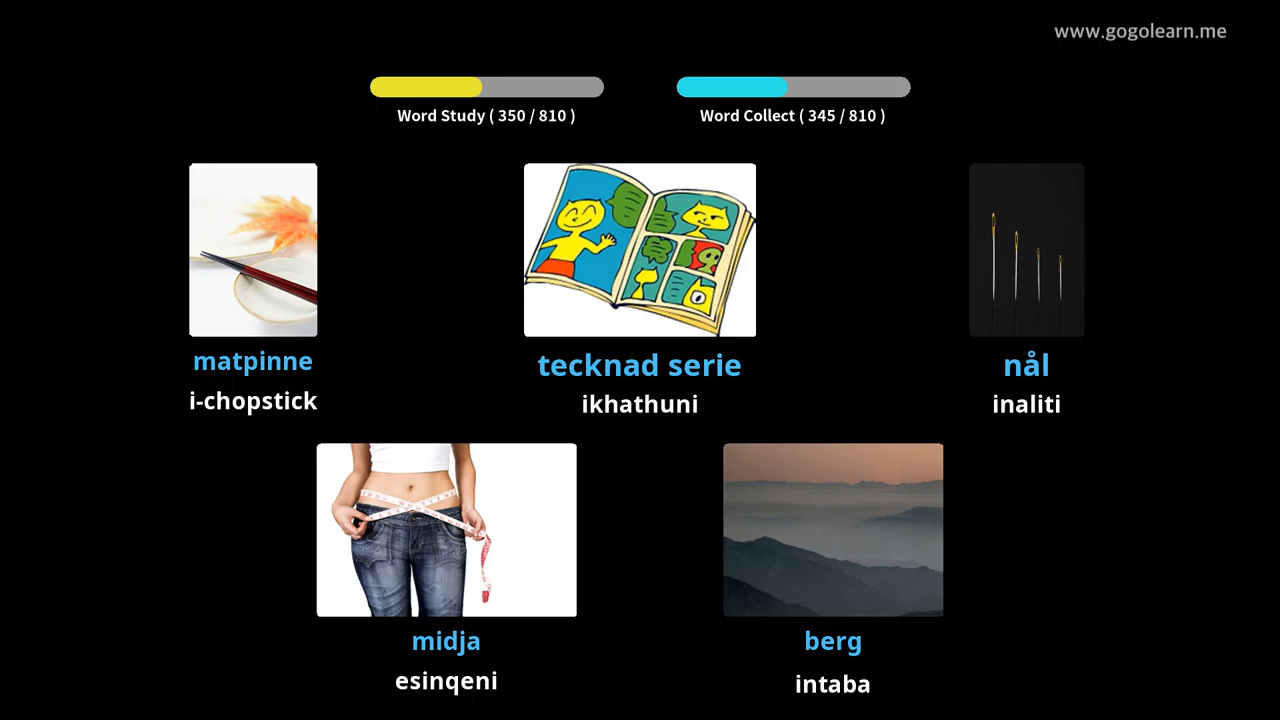 www.gogolearn.me
Word Study ( 350 / 810 )
Word Collect ( 345 / 810 )
matpinne
i-chopstick
tecknad serie
ikhathuni
nål
inaliti
midja
esinqeni
berg
intaba